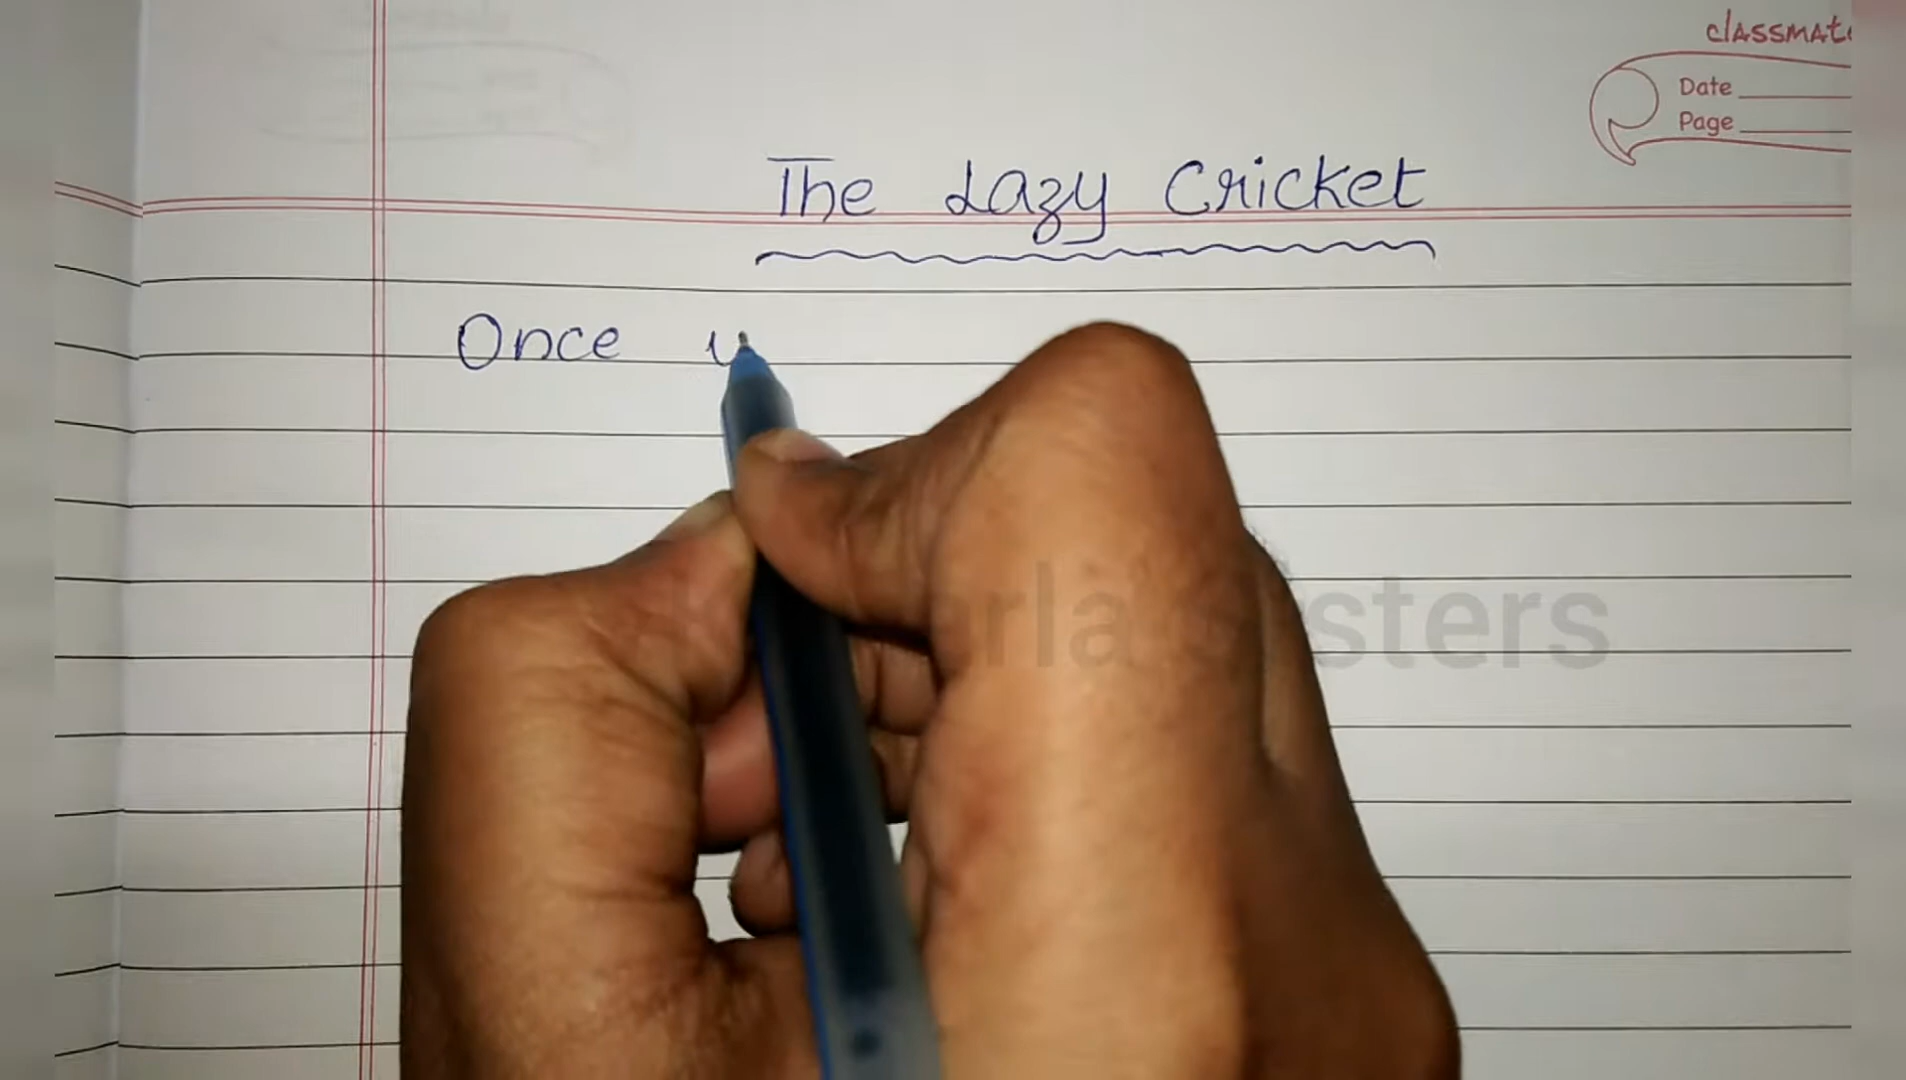 classmate
Date
Page
The Lazy Cricket
Once u